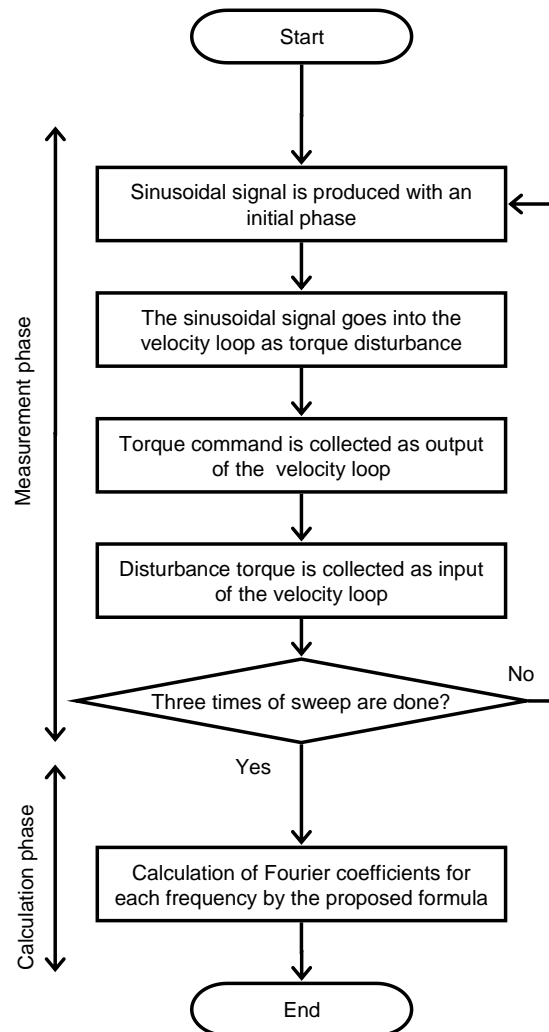 Start
Measurement phase
Sinusoidal signal is produced with an
initial phase
The sinusoidal signal goes into the
velocity loop as torque disturbance
Torque command is collected as output
of the velocity loop
Disturbance torque is collected as input
of the velocity loop
Three times of sweep are done?
No
Yes
Calculation phase
Calculation of Fourier coefficients for
each frequency by the proposed formula
End